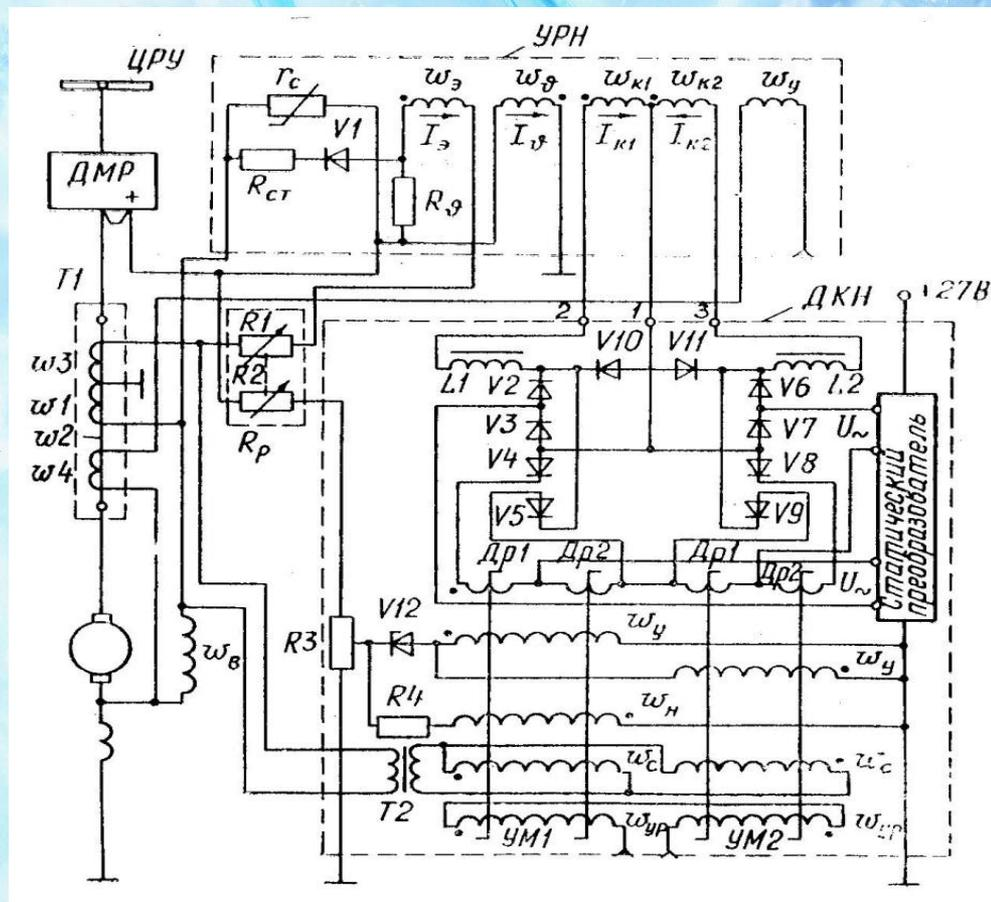 УРН
ЦРУ
rс
wэ
wϑ
wк1
wк2
wу
V1
Iэ
Iϑ
Iк1
Iк2
ДМР
+
Rст
Rϑ
T1
ДКН
27В
2
1
3
R1
V10
V11
w3
R2
L1
V2
V6
w1
V3
V7
U~
w2
Rр
V4
V8
w4
V5
V9
Статический преобразователь
Др1
Др2
Др1
Др2
U~
V12
wу
R3
wв
wу
R4
wн
wс
wс
T2
wур
УМ1
УМ2
wур